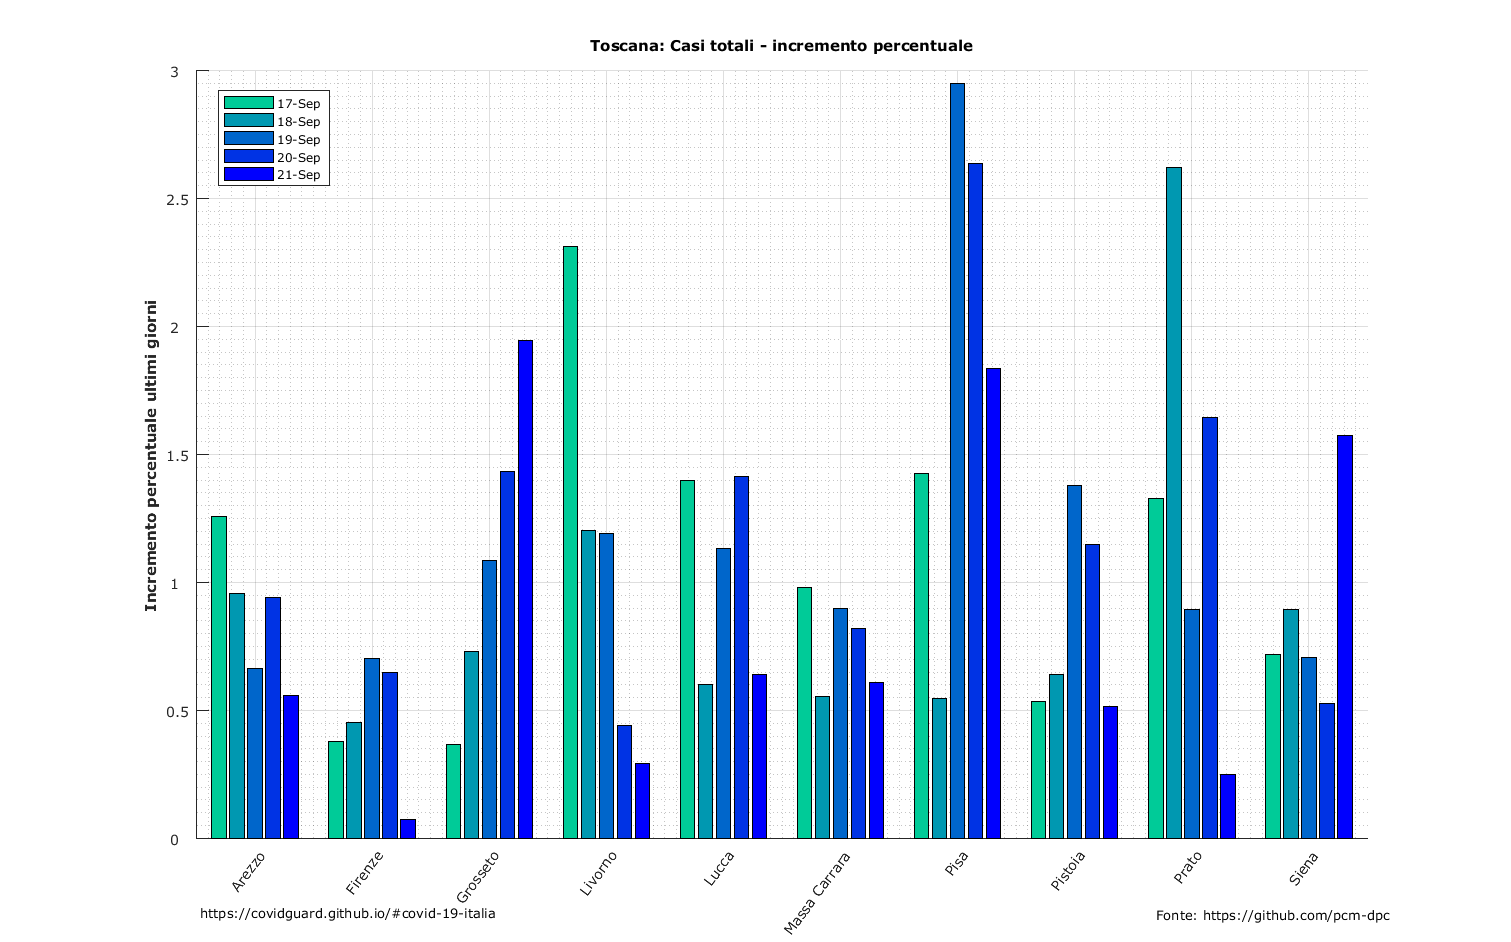 Toscana: Casi totali - incremento percentuale
3
2.5
2
1.5
1
0.5
0
Incremento percentuale ultimi giorni
17-Sep
18-Sep
19-Sep
20-Sep
21-Sep
Arezzo
Firenze
Grosseto
Livorno
Lucca
Massa Carrara
Pisa
Pistoia
Prato
Siena
https://covidguard.github.io/#covid-19-italia
Fonte: https://github.com/pcm-dpc